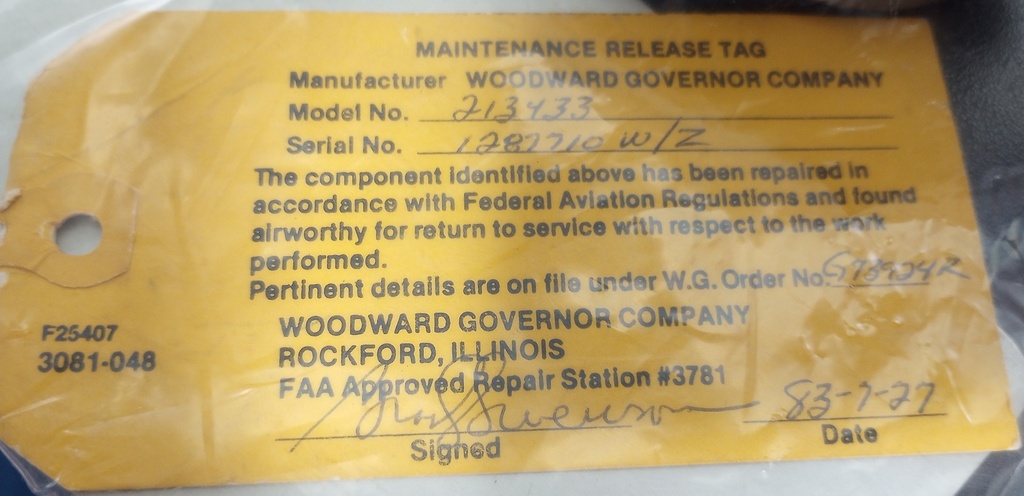 MAINTENANCE RELEASE TAG
Manufacturer WOODWARD GOVERNOR COMPANY
Model No. 213433
Serial No. 1287710 W/Z
The component identified above has been repaired in
accordance with Federal Aviation Regulations and found
airworthy for return to service with respect to the work
performed.
Pertinent details are on file under W.G. Order No.
WOODWARD GOVERNOR COMPANY
ROCKFORD, ILLINOIS
FAA Approved Repair Station #3781
83-7-27
Signed
Date
F25407
3081-048